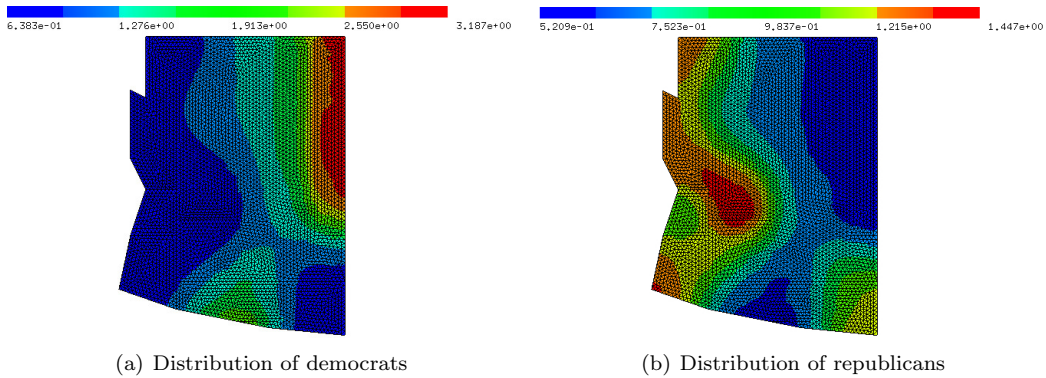 6.383e-01 1.276e+00 1.913e+00 2.550e+00 3.187e+00
5.209e-01 7.523e-01 9.837e-01 1.215e+00 1.447e+00
(a) Distribution of democrats
(b) Distribution of republicans